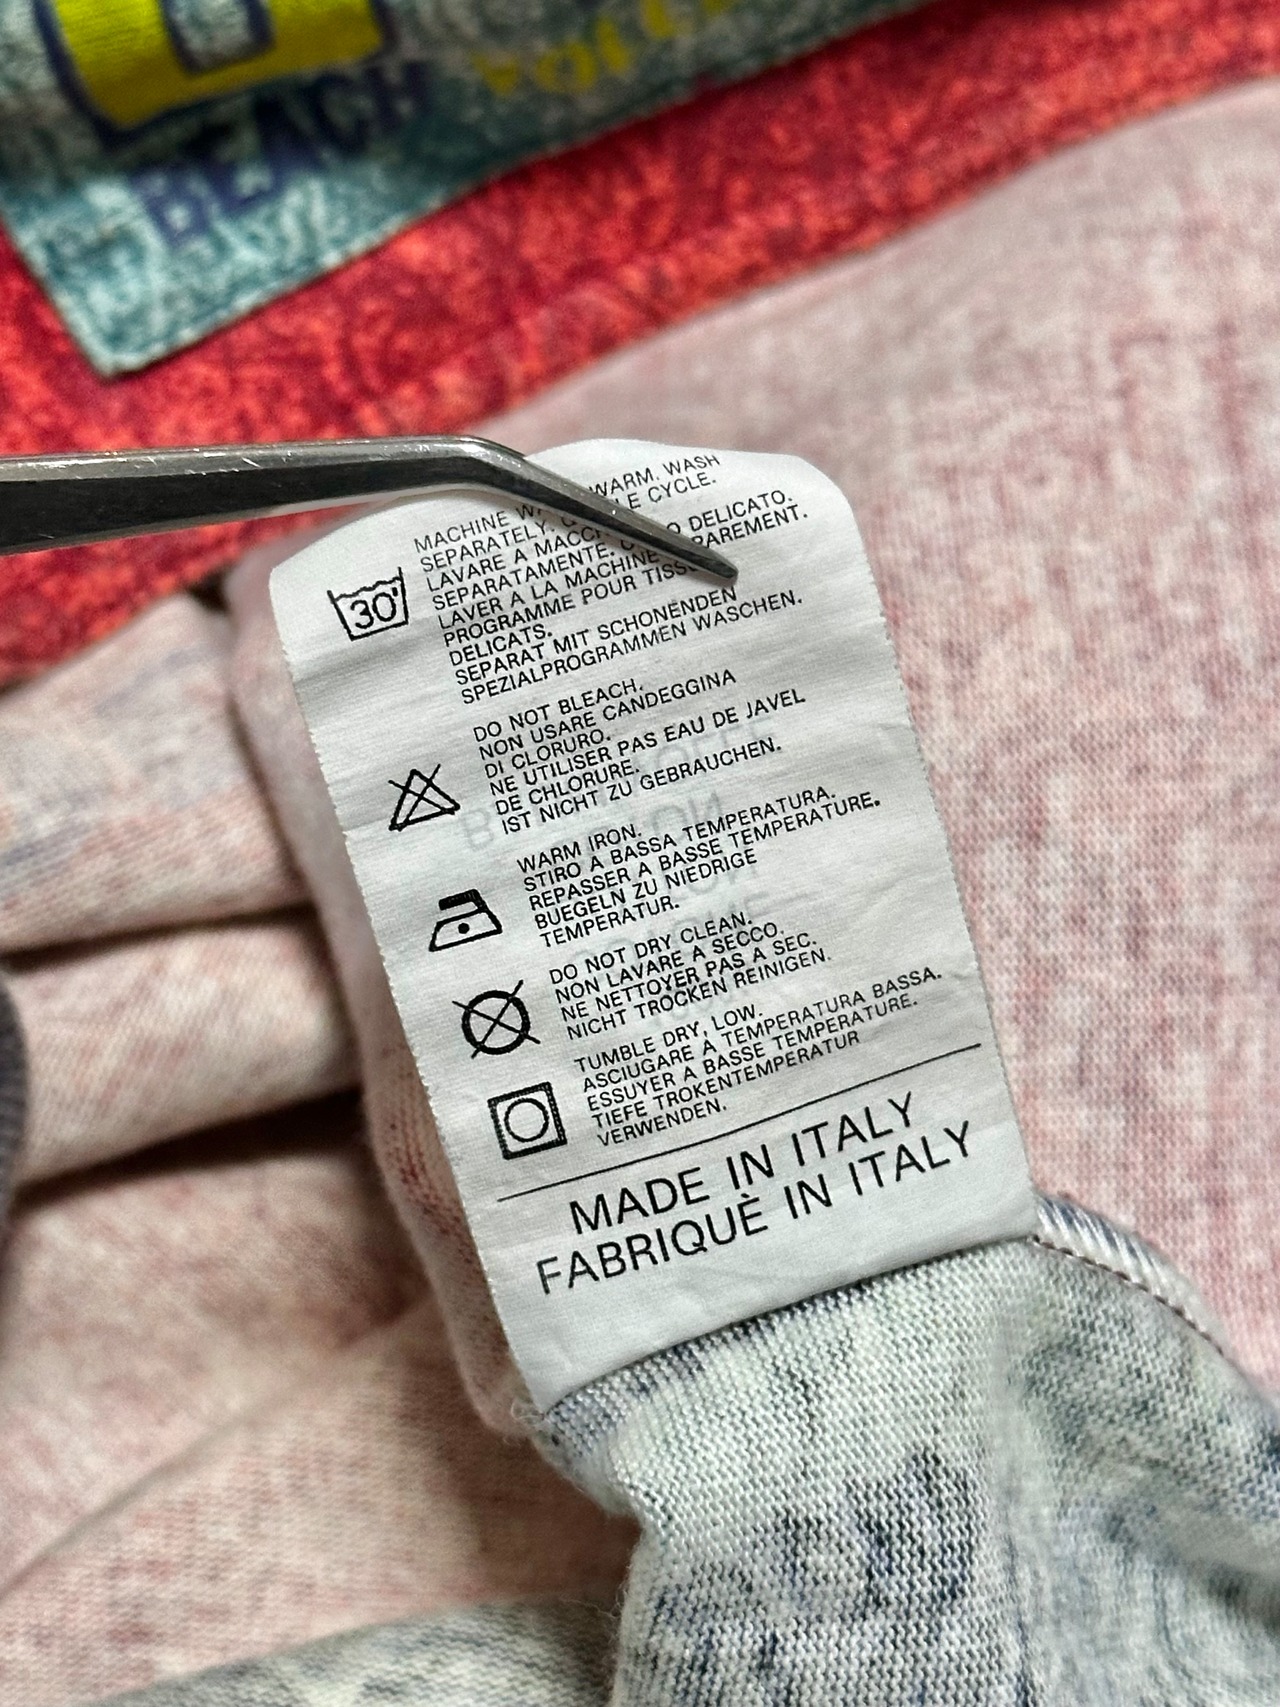 BEACH
MACHINE WARM. WASH
SEPARATELY. CYCLE.
LAVARE A DELICATO.
SEPARATAMENTE.
LAVER A LA MACHINE
PROGRAMME POUR
DELICATS.
SEPARAT MIT SCHONENDEN
SPEZIALPROGRAMMEN WASCHEN.
30°
DO NOT BLEACH.
NON USARE CANDEGGINA
DI CLORURO.
NE UTILISER PAS EAU DE JAVEL
DE CHLORURE.
IST NICHT ZU GEBRAUCHEN.
WARM IRON.
STIRO A BASSA TEMPERATURA.
REPASSER A BASSE TEMPERATURE.
BUEGELN ZU NIEDRIGE
TEMPERATUR.
DO NOT DRY CLEAN.
NON LAVARE A SECCO.
NE NETTOYER PAS A SEC.
NICHT TROCKEN REINIGEN.
TUMBLE DRY, LOW.
ASCIUGARE A TEMPERATURA BASSA.
ESSUYER A BASSE TEMPERATURE.
TIEFE TROKENTEMPERATUR
VERWENDEN.
MADE IN ITALY
FABRIQUÈ IN ITALY